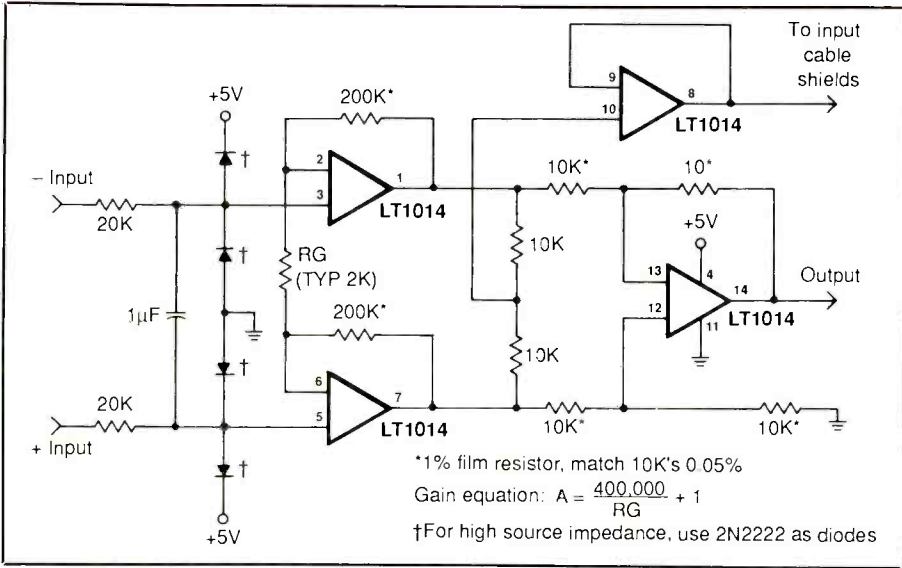 To input
cable
shields
9
10
8
LT1014
+5V
†
200K*
2
3
1
LT1014
10K*
10*
− Input
20K
†
RG
(TYP 2K)
10K
+5V
13
12
4
14
11
LT1014
Output
1µF
200K*
†
10K
6
5
7
LT1014
20K
+ Input
10K*
10K*
†
+5V
*1% film resistor, match 10K's 0.05%
Gain equation: A = 400,000 / RG + 1
†For high source impedance, use 2N2222 as diodes